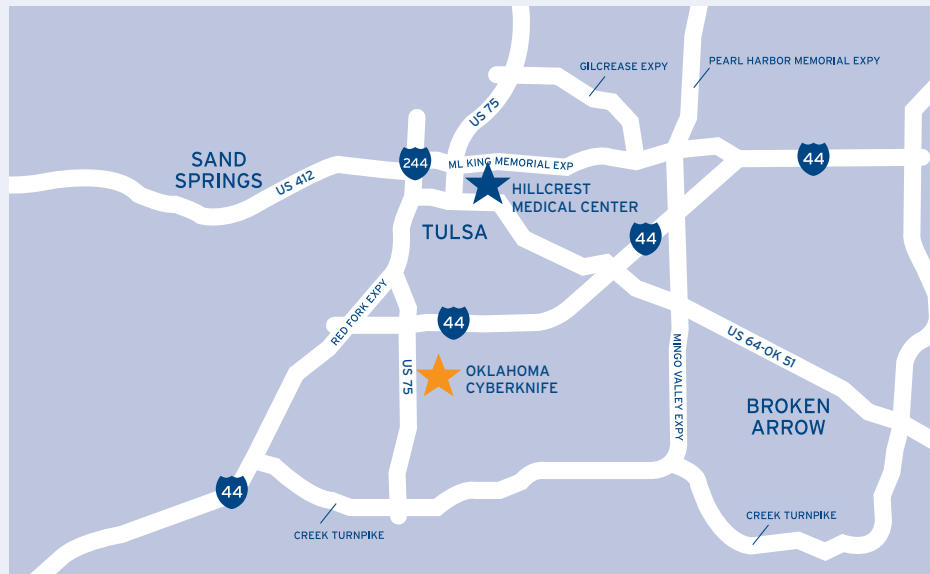 GILCREASE EXPY
PEARL HARBOR MEMORIAL EXPY
US 75
SAND
SPRINGS
US 412
244
ML KING MEMORIAL EXP
44
HILLCREST
MEDICAL CENTER
TULSA
44
RED FORK EXPY
44
US 75
OKLAHOMA
CYBERKNIFE
MINGO VALLEY EXPY
US 64-OK 51
BROKEN
ARROW
44
CREEK TURNPIKE
CREEK TURNPIKE